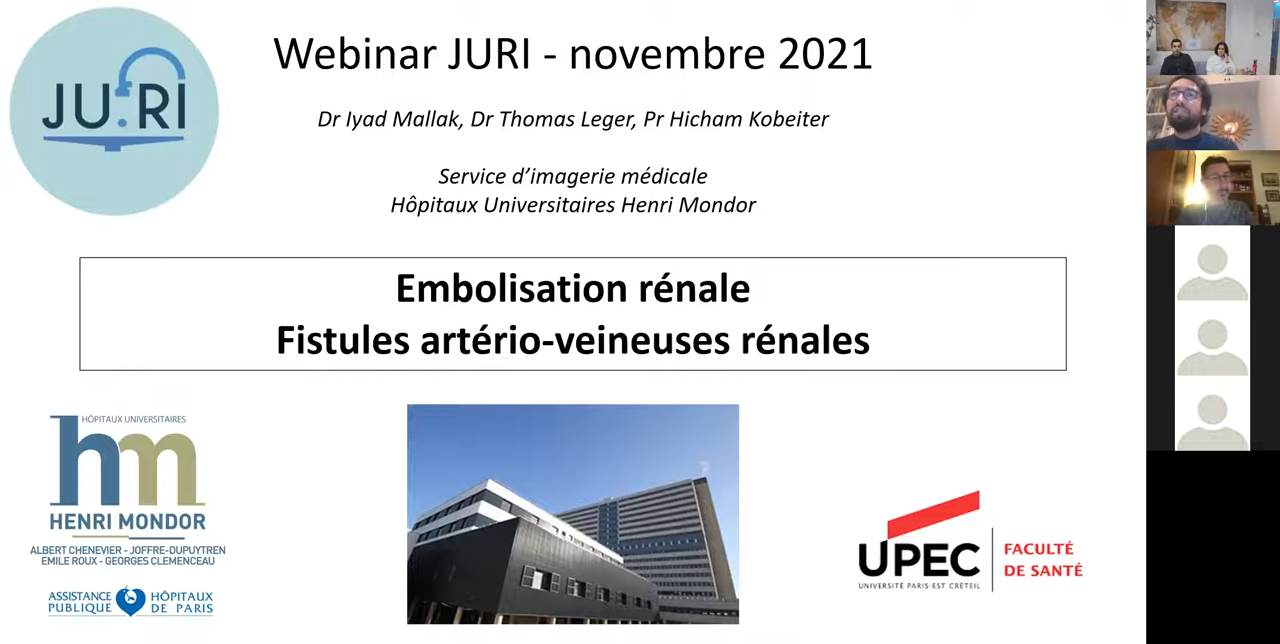 JU.RI
Webinar JURI - novembre 2021
Dr Iyad Mallak, Dr Thomas Leger, Pr Hicham Kobeiter
Service d'imagerie médicale
Hôpitaux Universitaires Henri Mondor
Embolisation rénale
Fistules artério-veineuses rénales
HÔPITAUX UNIVERSITAIRES
hm
HENRI MONDOR
ALBERT CHENEVIER - JOFFRE-DUPUYTREN
EMILE ROUX - GEORGES CLEMENCEAU
ASSISTANCE PUBLIQUE
HÔPITAUX DE PARIS
UPEC
UNIVERSITÉ PARIS-EST CRÉTEIL
FACULTÉ
DE SANTÉ